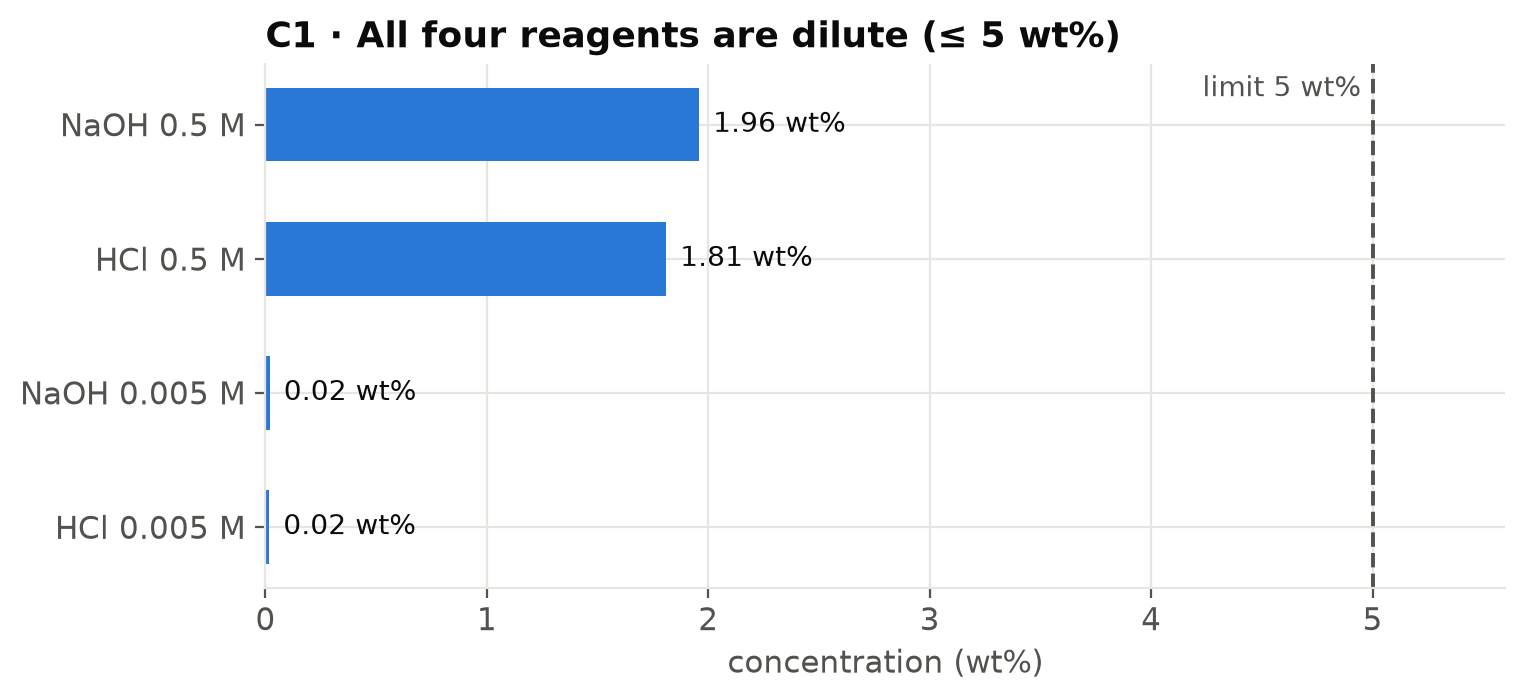 C1 · All four reagents are dilute (≤ 5 wt%)
limit 5 wt%
NaOH 0.5 M
1.96 wt%
HCl 0.5 M
1.81 wt%
NaOH 0.005 M
0.02 wt%
HCl 0.005 M
0.02 wt%
0 1 2 3 4 5
concentration (wt%)